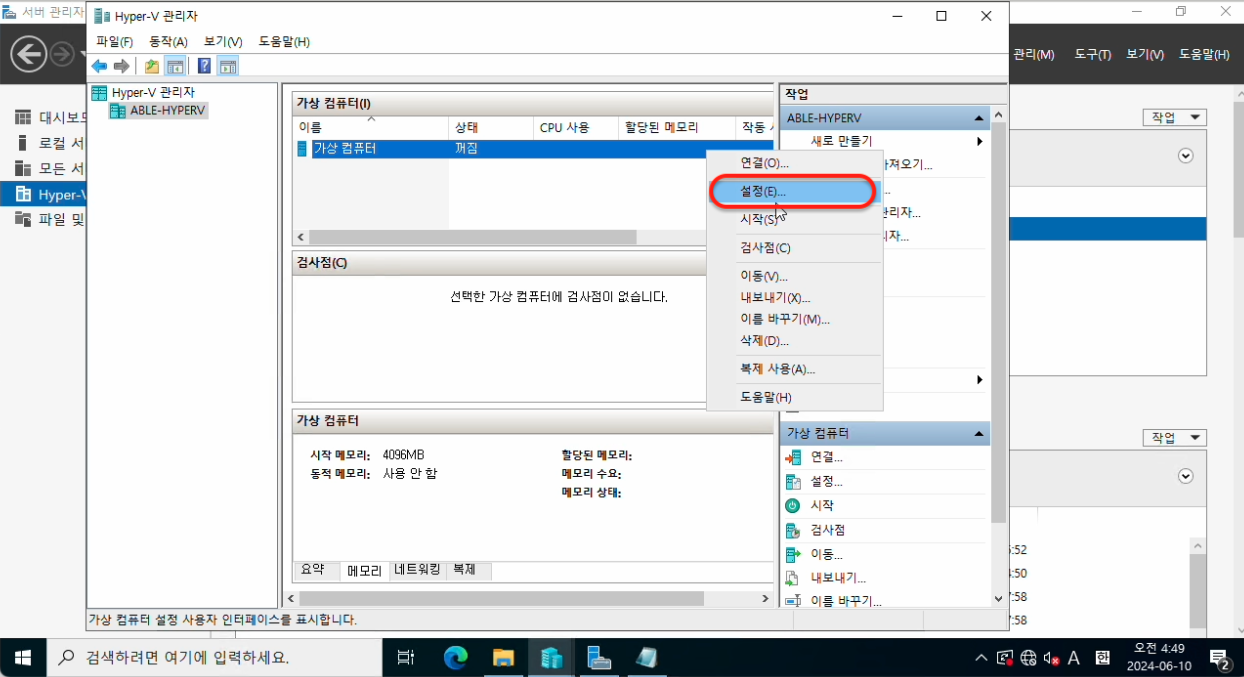 서버 관리자
Hyper-V 관리자
파일(F) 동작(A) 보기(V) 도움말(H)
관리(M) 도구(T) 보기(V) 도움말(H)
Hyper-V 관리자
ABLE-HYPERV
대시보드
로컬 서
모든 서
Hyper-V
파일 및
가상 컴퓨터(I)
이름 상태 CPU 사용 할당된 메모리 작동
가상 컴퓨터 꺼짐
검사점(C)
선택한 가상 컴퓨터에 검사점이 없습니다.
가상 컴퓨터
시작 메모리: 4096MB 할당된 메모리:
동적 메모리: 사용 안 함 메모리 수요:
메모리 상태:
요약 메모리 네트워킹 복제
연결(O)...
설정(E)...
시작(S)
검사점(C)
이동(V)...
내보내기(X)...
이름 바꾸기(M)...
삭제(D)...
복제 사용(A)...
도움말(H)
작업
ABLE-HYPERV
새로 만들기
져오기...
...
관리자...
자...
가상 컴퓨터
연결...
설정...
시작
검사점
이동...
내보내기...
이름 바꾸기...
작업
작업
:52
:50
:58
:58
가상 컴퓨터 설정 사용자 인터페이스를 표시합니다.
검색하려면 여기에 입력하세요.
A 한
오전 4:49
2024-06-10
2